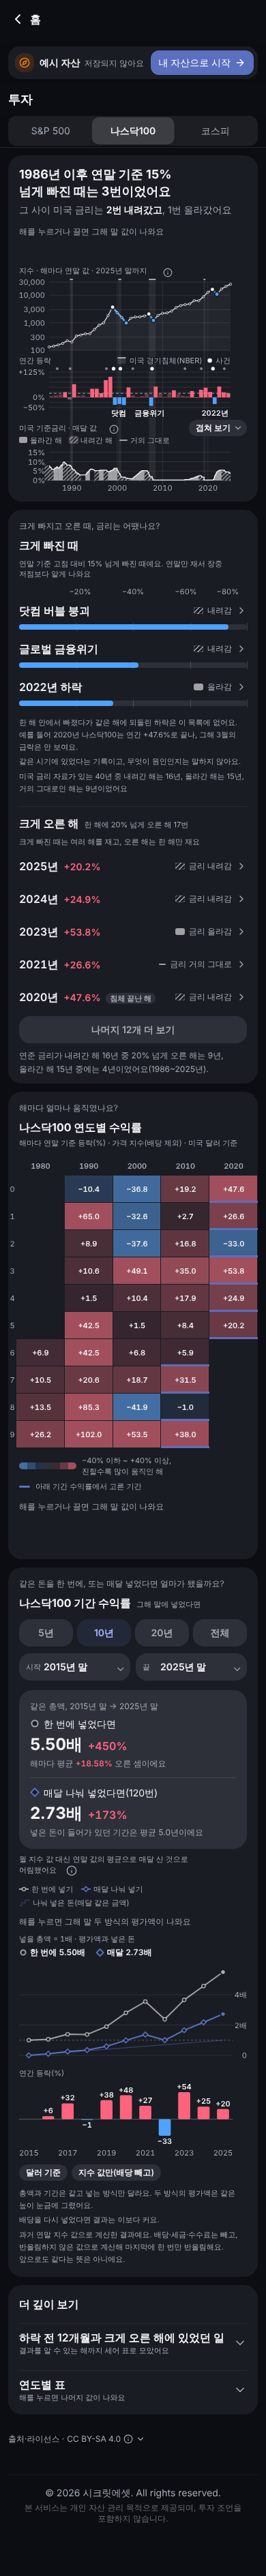 홈
예시 자산 저장되지 않아요
내 자산으로 시작 →
투자
S&P 500
나스닥100
코스피
1986년 이후 연말 기준 15%
넘게 빠진 때는 3번이었어요
그 사이 미국 금리는 2번 내려갔고, 1번 올라갔어요
해를 누르거나 끌면 그해 말 값이 나와요
지수 · 해마다 연말 값 · 2025년 말까지
30,000
10,000
3,000
1,000
300
100
연간 등락
미국 경기침체(NBER) 사건
+125%
0%
−50%
닷컴 금융위기 2022년
미국 기준금리 · 매달 값
겹쳐 보기
올라간 해 내려간 해 거의 그대로
15%
10%
5%
0%
1990 2000 2010 2020
크게 빠지고 오른 때, 금리는 어땠나요?
크게 빠진 때
연말 기준 고점 대비 15% 넘게 빠진 때예요. 연말만 재서 장중
저점보다 얕게 나와요
−20% −40% −60% −80%
닷컴 버블 붕괴 내려감
글로벌 금융위기 내려감
2022년 하락 올라감
한 해 안에서 빠졌다가 같은 해에 되돌린 하락은 이 목록에 없어요.
예를 들어 2020년 나스닥100는 연간 +47.6%로 끝나, 그해 3월의
급락은 안 보여요.
같은 시기에 있었다는 기록이고, 무엇이 원인인지는 말하지 않아요.
미국 금리 자료가 있는 40년 중 내려간 해는 16년, 올라간 해는 15년,
거의 그대로인 해는 9년이었어요
크게 오른 해 한 해에 20% 넘게 오른 해 17번
크게 빠진 때는 여러 해를 재고, 오른 해는 한 해만 재요
2025년 +20.2% 금리 내려감
2024년 +24.9% 금리 내려감
2023년 +53.8% 금리 올라감
2021년 +26.6% 금리 거의 그대로
2020년 +47.6% 침체 끝난 해 금리 내려감
나머지 12개 더 보기
연준 금리가 내려간 해 16년 중 20% 넘게 오른 해는 9년,
올라간 해 15년 중에는 4년이었어요(1986~2025년).
해마다 얼마나 움직였나요?
나스닥100 연도별 수익률
해마다 연말 기준 등락(%) · 가격 지수(배당 제외) · 미국 달러 기준
1980 1990 2000 2010 2020
0 −10.4 −36.8 +19.2 +47.6
1 +65.0 −32.6 +2.7 +26.6
2 +8.9 −37.6 +16.8 −33.0
3 +10.6 +49.1 +35.0 +53.8
4 +1.5 +10.4 +17.9 +24.9
5 +42.5 +1.5 +8.4 +20.2
6 +6.9 +42.5 +6.8 +5.9
7 +10.5 +20.6 +18.7 +31.5
8 +13.5 +85.3 −41.9 −1.0
9 +26.2 +102.0 +53.5 +38.0
−40% 이하 ~ +40% 이상,
진할수록 많이 움직인 해
아래 기간 수익률에서 고른 기간
해를 누르거나 끌면 그해 말 값이 나와요
같은 돈을 한 번에, 또는 매달 넣었다면 얼마가 됐을까요?
나스닥100 기간 수익률 그해 말에 넣었다면
5년
10년
20년
전체
시작 2015년 말
끝 2025년 말
같은 총액, 2015년 말 → 2025년 말
한 번에 넣었다면
5.50배 +450%
해마다 평균 +18.58% 오른 셈이에요
매달 나눠 넣었다면(120번)
2.73배 +173%
넣은 돈이 들어가 있던 기간은 평균 5.0년이에요
월 지수 값 대신 연말 값의 평균으로 매달 산 것으로
어림했어요
한 번에 넣기 매달 나눠 넣기
나눠 넣은 돈(매달 같은 금액)
해를 누르면 그해 말 두 방식의 평가액이 나와요
넣을 총액 = 1배 · 평가액과 넣은 돈
한 번에 5.50배 매달 2.73배
4배
2배
0
연간 등락(%)
+6 +32 −1 +38 +48 +27 −33 +54 +25 +20
2015 2017 2019 2021 2023 2025
달러 기준
지수 값만(배당 빼고)
총액과 기간은 같고 넣는 방식만 달라요. 두 방식의 평가액은 같은
높이 눈금에 그렸어요.
배당을 다시 넣었다면 결과는 이보다 커요.
과거 연말 지수 값으로 계산한 결과예요. 배당·세금·수수료는 빼고,
반올림하지 않은 값으로 계산해 마지막에 한 번만 반올림해요.
앞으로도 같다는 뜻은 아니에요.
더 깊이 보기
하락 전 12개월과 크게 오른 해에 있었던 일
결과를 알 수 있는 해까지 세어 표로 모았어요
연도별 표
해를 누르면 나머지 값이 나와요
출처·라이선스 · CC BY-SA 4.0
© 2026 시크릿에셋. All rights reserved.
본 서비스는 개인 자산 관리 목적으로 제공되며, 투자 조언을
포함하지 않습니다.